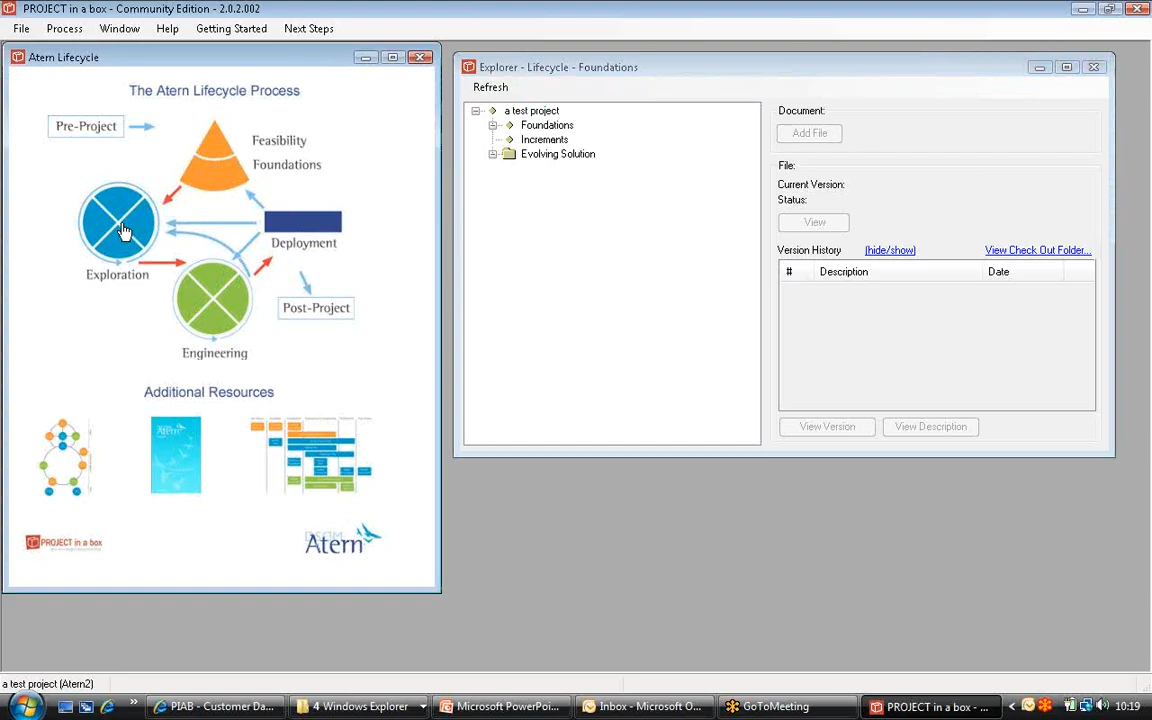 PROJECT in a box - Community Edition - 2.0.2.002
File Process Window Help Getting Started Next Steps
Atern Lifecycle
The Atern Lifecycle Process
Pre-Project
Feasibility
Foundations
Deployment
Exploration
Post-Project
Engineering
Additional Resources
Atern
PROJECT in a box
DSDM
Atern
Explorer - Lifecycle - Foundations
Refresh
a test project
Foundations
Increments
Evolving Solution
Document:
Add File
File:
Current Version:
Status:
View
Version History (hide/show) View Check Out Folder...
# Description Date
View Version View Description
a test project (Atern2)
PIAB - Customer Da... 4 Windows Explorer Microsoft PowerPoi... Inbox - Microsoft O... GoToMeeting PROJECT in a box - ... 10:19